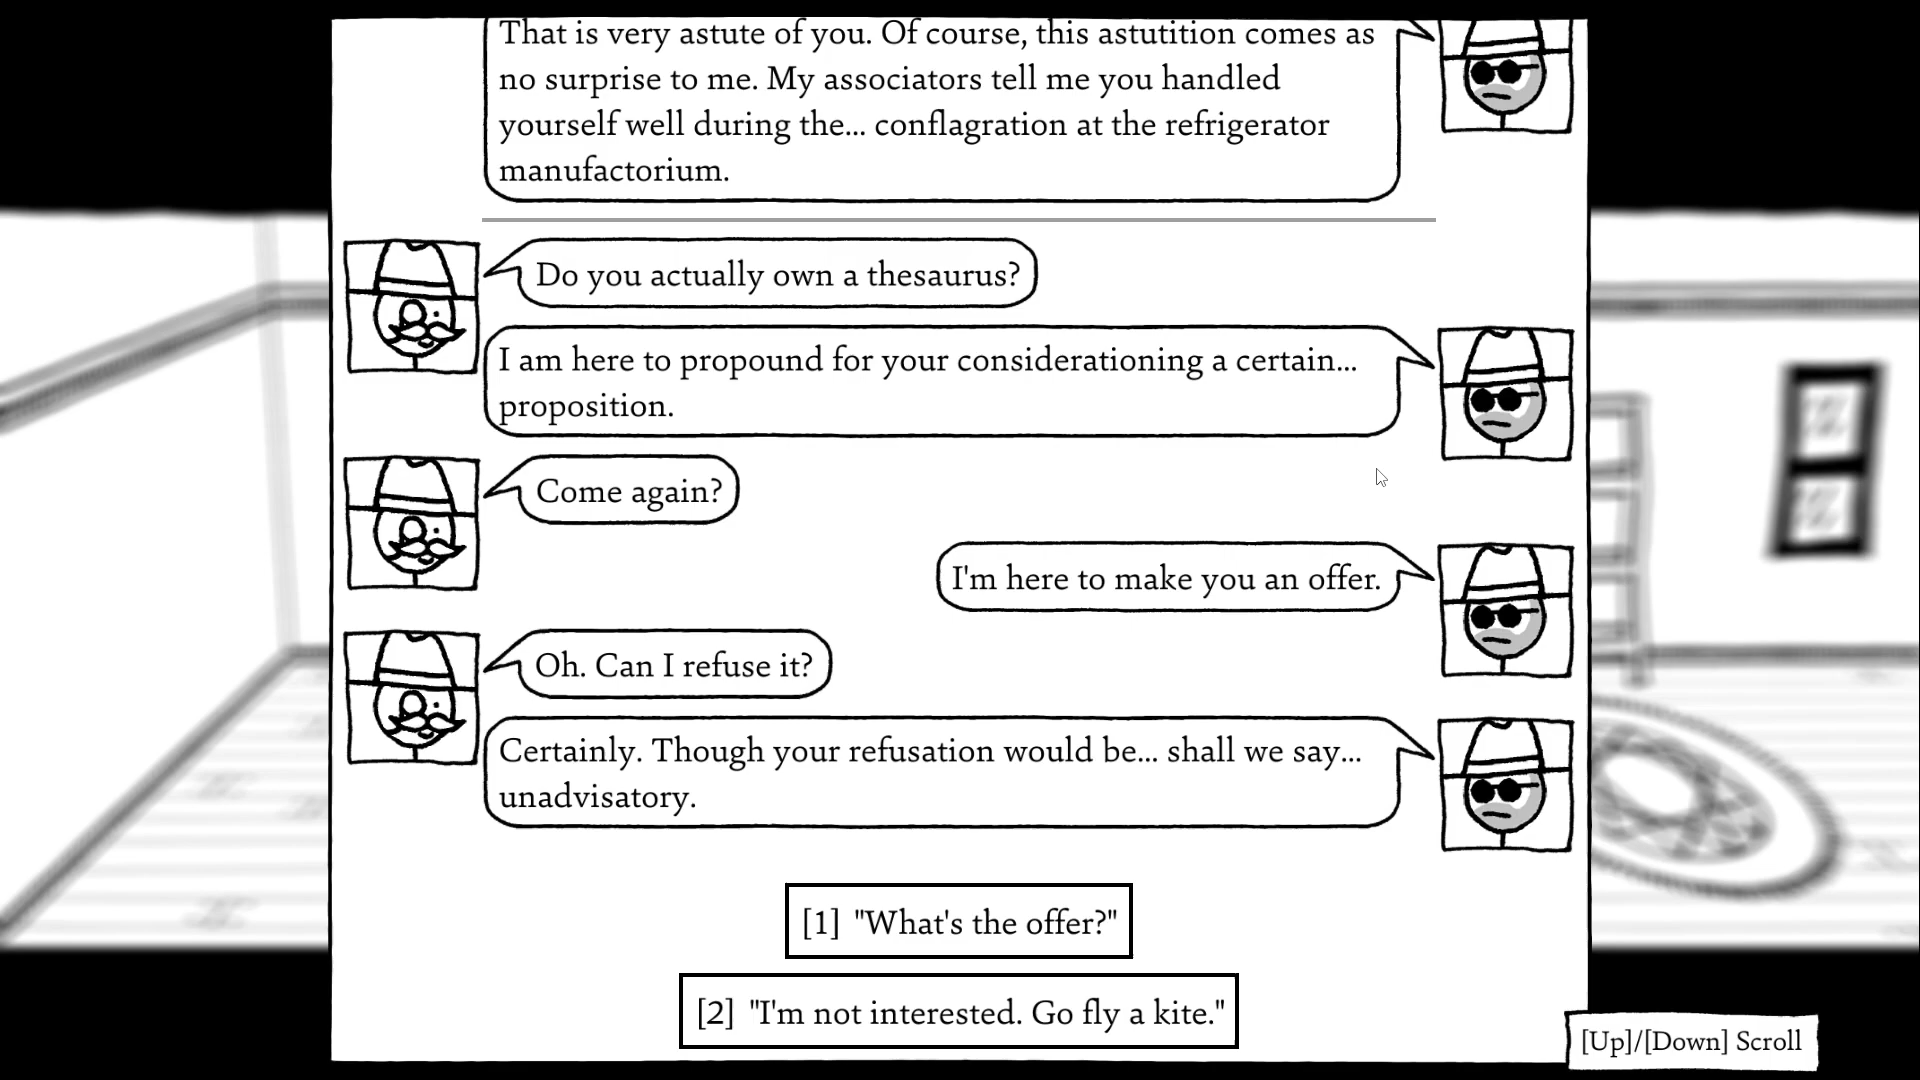 That is very astute of you. Of course, this astutition comes as
no surprise to me. My associators tell me you handled
yourself well during the... conflagration at the refrigerator
manufactorium.
Do you actually own a thesaurus?
I am here to propound for your considerationing a certain...
proposition.
Come again?
I'm here to make you an offer.
Oh. Can I refuse it?
Certainly. Though your refusation would be... shall we say...
unadvisatory.
[1] "What's the offer?"
[2] "I'm not interested. Go fly a kite."
[Up]/[Down] Scroll